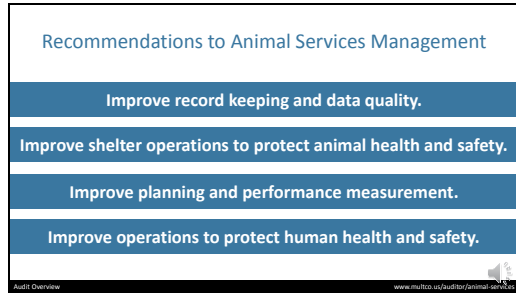 Recommendations to Animal Services Management
Improve record keeping and data quality.
Improve shelter operations to protect animal health and safety.
Improve planning and performance measurement.
Improve operations to protect human health and safety.
Audit Overview
www.multco.us/auditor/animal-services